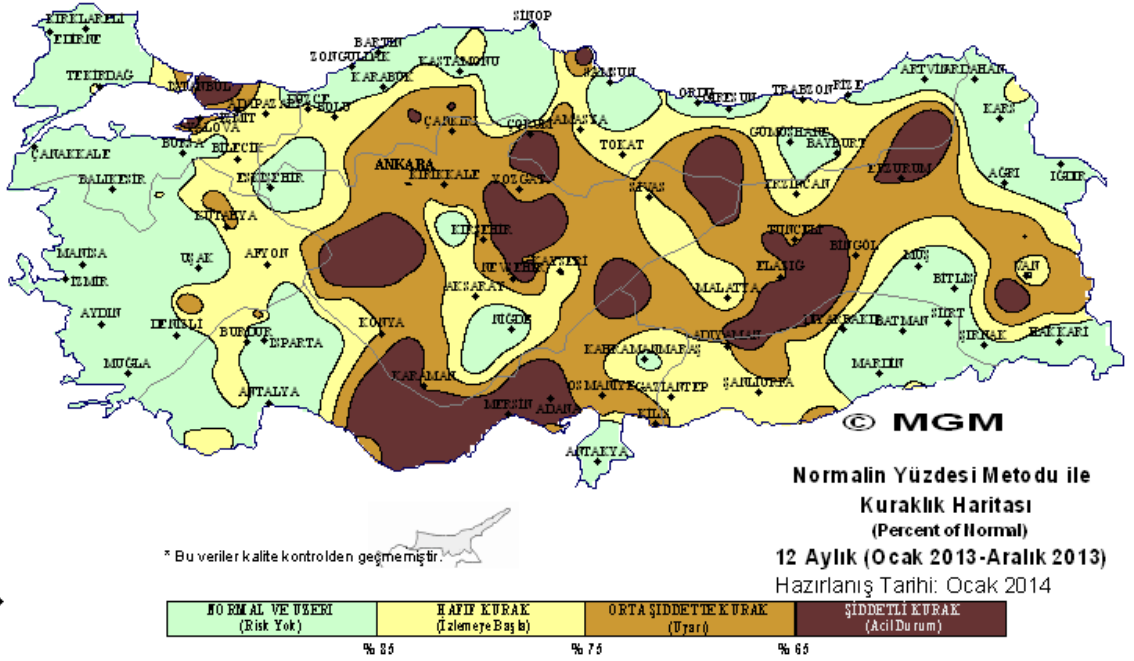 SİNOP
KIRKLARELİ
EDİRNE
BARTIN
ZONGULDAK
KASTAMONU
TEKİRDAĞ
KARABÜK
SAMSUN
ARTVİN
ARDAHAN
İSTANBUL
RİZE
ADAPAZARI
DÜZCE
BOLU
ORDU
GİRESUN
TRABZON
KARS
İZMİT
YALOVA
ÇANKIRI
ÇORUM
AMASYA
GÜMÜŞHANE
BAYBURT
ÇANAKKALE
BURSA
BİLECİK
TOKAT
ANKARA
ERZURUM
IĞDIR
BALIKESİR
ESKİŞEHİR
KIRIKKALE
YOZGAT
SİVAS
ERZİNCAN
AĞRI
KÜTAHYA
KIRŞEHİR
TUNCELİ
BİNGÖL
MANİSA
UŞAK
AFYON
NEVŞEHİR
KAYSERİ
ELAZIĞ
MUŞ
VAN
İZMİR
AKSARAY
MALATYA
BİTLİS
AYDIN
DENİZLİ
BURDUR
ISPARTA
KONYA
NİĞDE
ADIYAMAN
DİYARBAKIR
BATMAN
SİİRT
ŞIRNAK
HAKKARİ
MUĞLA
KAHRAMANMARAŞ
MARDİN
KARAMAN
OSMANİYE
GAZİANTEP
ŞANLIURFA
ANTALYA
MERSİN
ADANA
KİLİS
© MGM
ANTAKYA
Normalin Yüzdesi Metodu ile
Kuraklık Haritası
(Percent of Normal)
* Bu veriler kalite kontrolden geçmemiştir.
12 Aylık (Ocak 2013-Aralık 2013)
Hazırlanış Tarihi: Ocak 2014
NORMAL VE ÜZERİ
(Risk Yok)
HAFİF KURAK
(İzlemeye Başla)
ORTA ŞİDDETTE KURAK
(Uyarı)
ŞİDDETLİ KURAK
(Acil Durum)
% 85
% 75
% 65